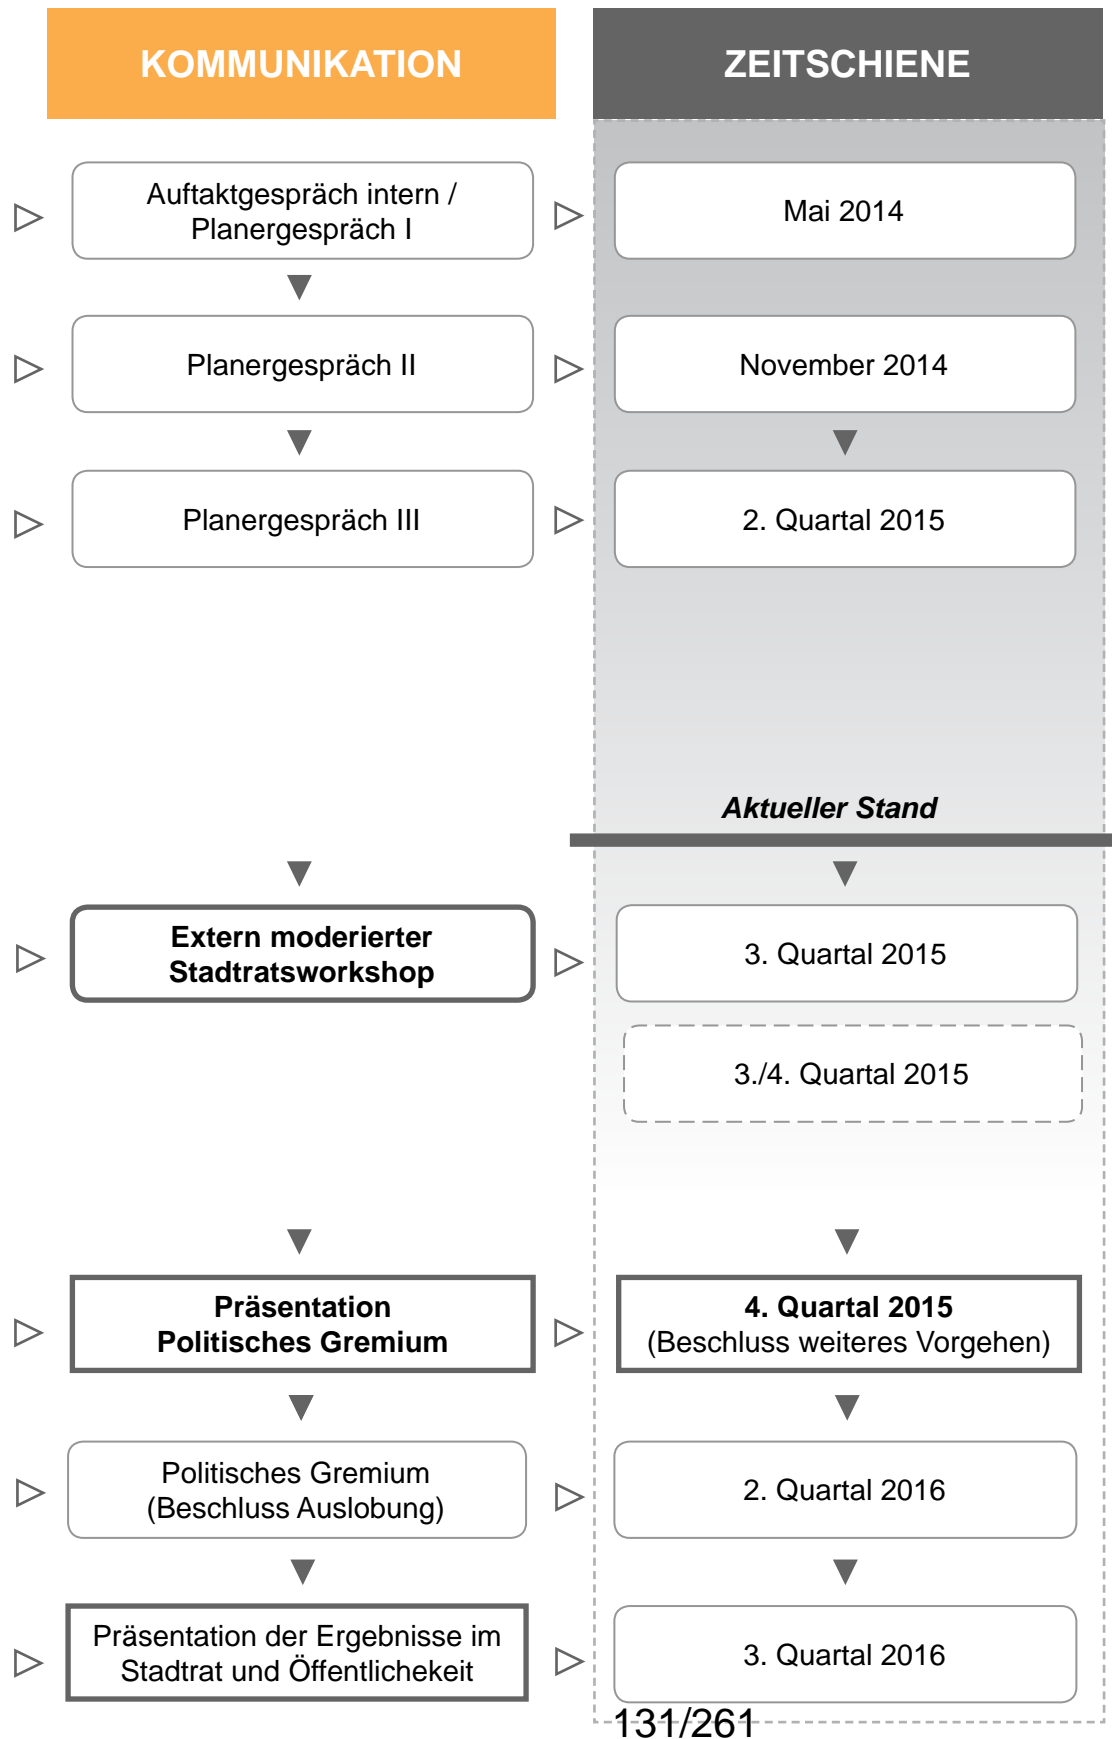 KOMMUNIKATION
ZEITSCHIENE
Auftaktgespräch intern /
Planergespräch I
Mai 2014
Planergespräch II
November 2014
Planergespräch III
2. Quartal 2015
Aktueller Stand
Extern moderierter
Stadtratsworkshop
3. Quartal 2015
3./4. Quartal 2015
Präsentation
Politisches Gremium
4. Quartal 2015
(Beschluss weiteres Vorgehen)
Politisches Gremium
(Beschluss Auslobung)
2. Quartal 2016
Präsentation der Ergebnisse im
Stadtrat und Öffentlichekeit
3. Quartal 2016
131/261